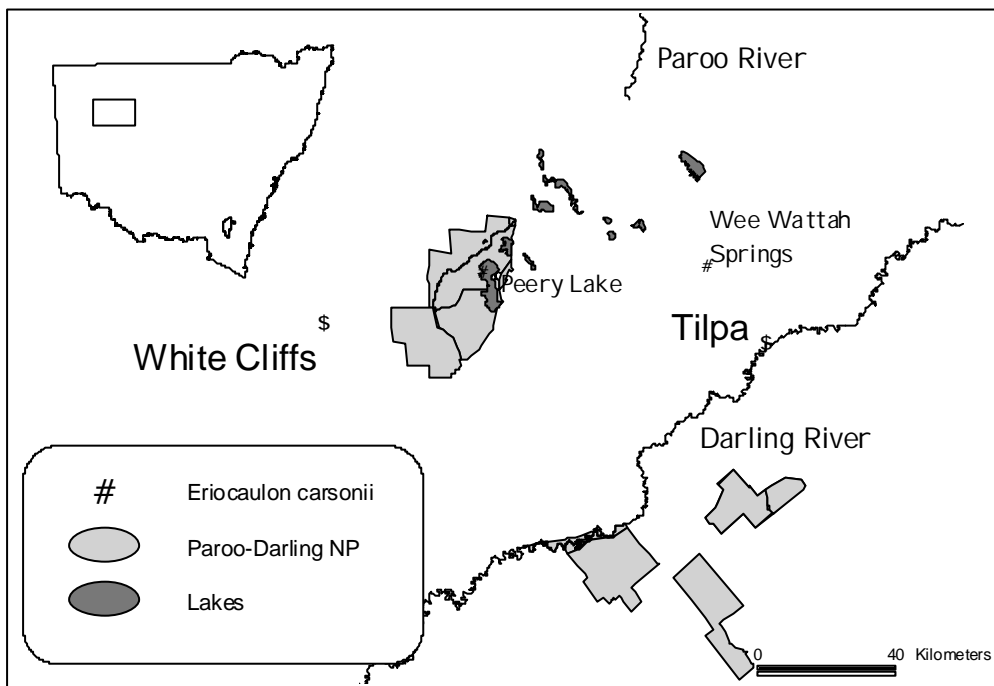 Paroo River
Wee Wattah
# Springs
Peery Lake
$
White Cliffs
Tilpa
$
Darling River
# Eriocaulon carsonii
Paroo-Darling NP
Lakes
0 40 Kilometers